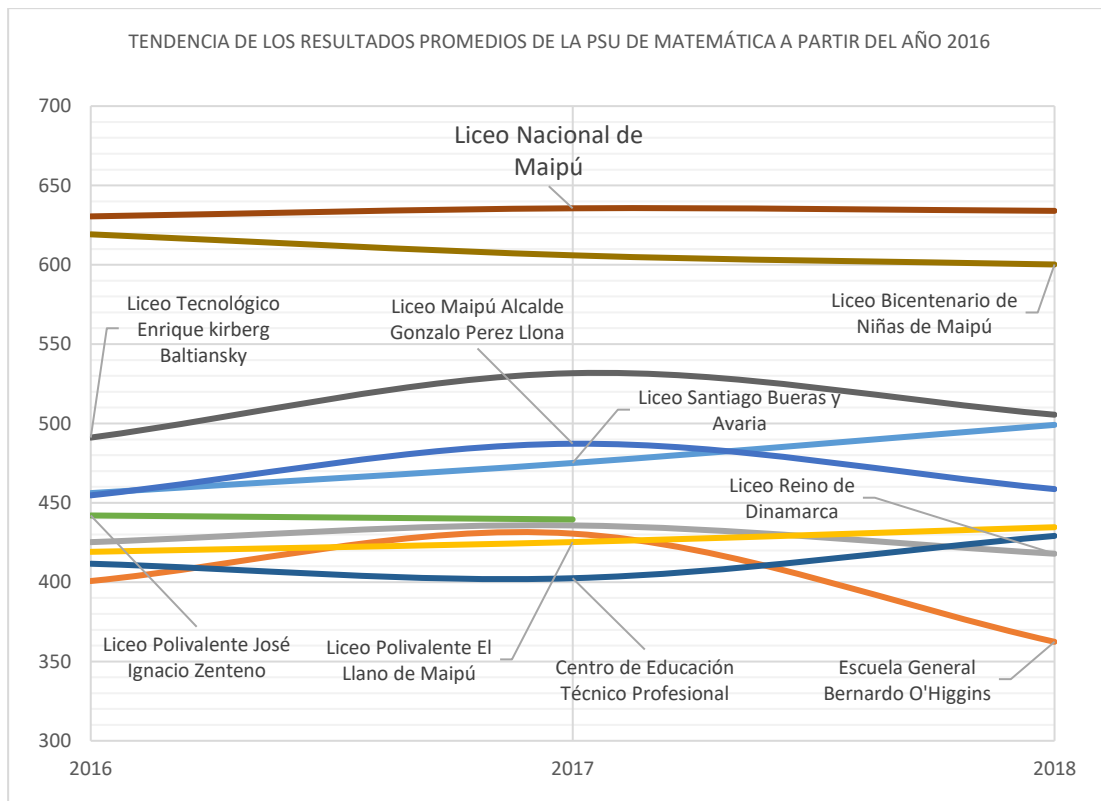 TENDENCIA DE LOS RESULTADOS PROMEDIOS DE LA PSU DE MATEMÁTICA A PARTIR DEL AÑO 2016
700
650
600
550
500
450
400
350
300
Liceo Nacional de
Maipú
Liceo Tecnológico
Enrique kirberg
Baltiansky
Liceo Maipú Alcalde
Gonzalo Perez Llona
Liceo Bicentenario de
Niñas de Maipú
Liceo Santiago Bueras y
Avaria
Liceo Reino de
Dinamarca
Liceo Polivalente José
Ignacio Zenteno
Liceo Polivalente El
Llano de Maipú
Centro de Educación
Técnico Profesional
Escuela General
Bernardo O'Higgins
2016
2017
2018